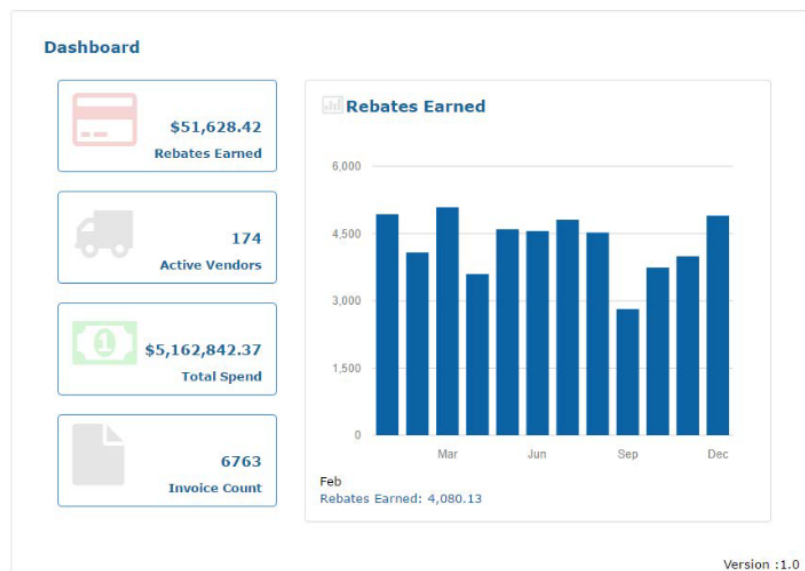 Dashboard
$51,628.42
Rebates Earned
174
Active Vendors
1
$5,162,842.37
Total Spend
6763
Invoice Count
Rebates Earned
6,000
4,500
3,000
1,500
0
Mar Jun Sep Dec
Feb
Rebates Earned: 4,080.13
Version :1.0